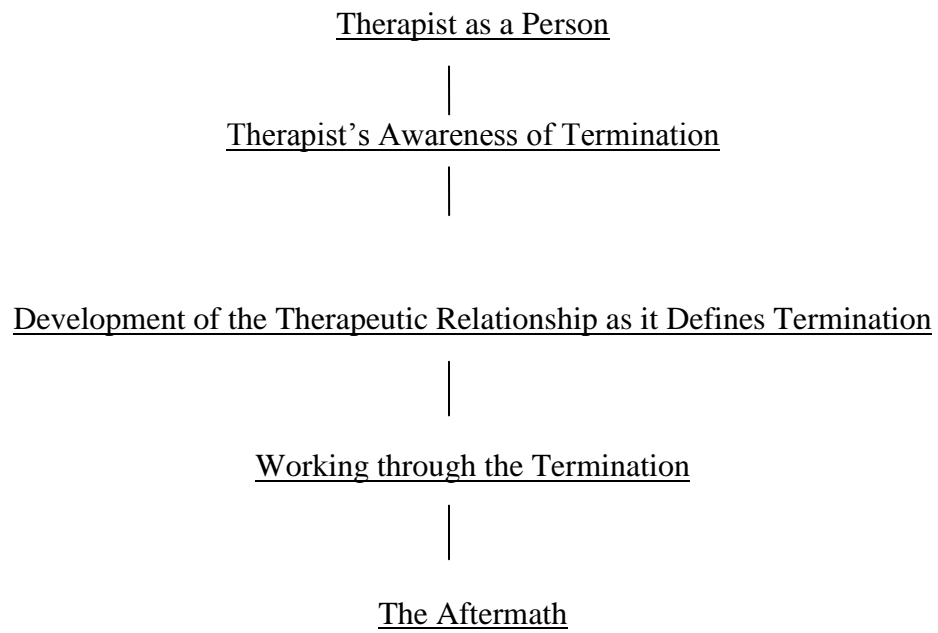 Therapist as a Person
Therapist’s Awareness of Termination
Development of the Therapeutic Relationship as it Defines Termination
Working through the Termination
The Aftermath